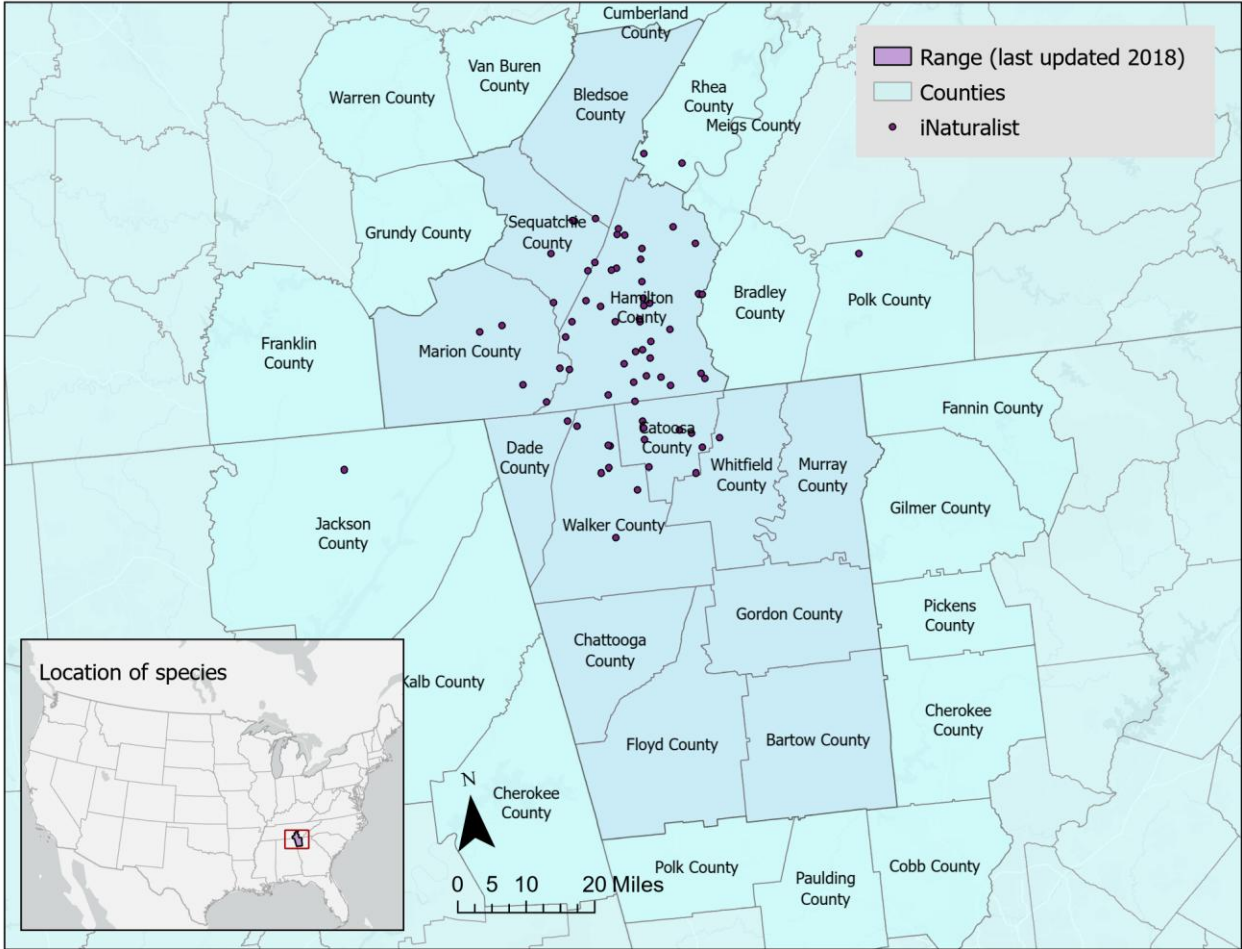 Cumberland
County
Van Buren
County
Warren County
Bledsoe
County
Rhea
County
Meigs County
Range (last updated 2018)
Counties
iNaturalist
Sequatchie
County
Grundy County
Hamilton
County
Bradley
County
Polk County
Franklin
County
Marion County
Fannin County
Catoosa
County
Dade
County
Whitfield
County
Murray
County
Gilmer County
Jackson
County
Walker County
Pickens
County
Gordon County
Chattooga
County
Location of species
Kalb County
Cherokee
County
Floyd County
Bartow County
N
Cherokee
County
Polk County
Cobb County
Paulding
County
0 5 10 20 Miles